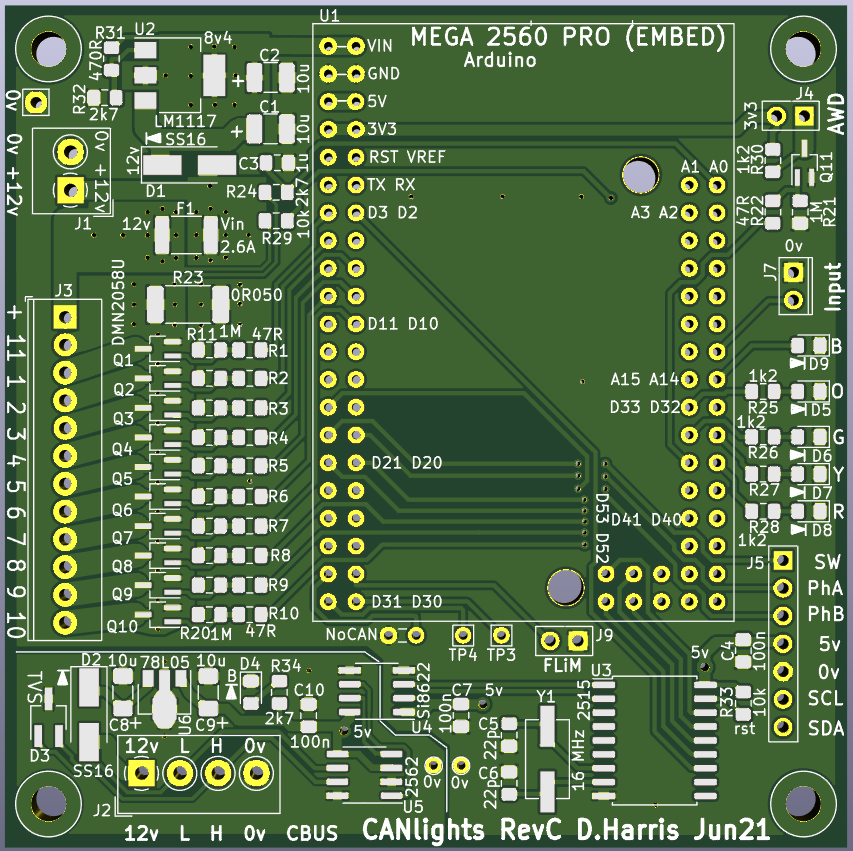 R31
U2
8v4
U1
VIN
MEGA 2560 PRO (EMBED)
Arduino
470R
C2
10u
+
GND
R32
2k7
LM1117
5V
J4
0v
SS16
C1
10u
+
3V3
3v3
AWD
0v +12v
0v +12v
12v
D1
C3
1u
RST VREF
A1 A0
1k2
R30
Q11
R24
2k7
TX RX
J1
F1
12v
Vin
2.6A
R29
10k
D3 D2
A3 A2
47R
R22
1M
R21
0v
J7
Input
J3
DMN2058U
R23
0R050
+
R11
1M
47R
D11 D10
11
Q1
R1
B
D9
1
Q2
R2
A15 A14
1k2
R25
O
D5
2
Q3
R3
D33 D32
3
Q4
R4
1k2
R26
G
D6
4
Q5
R5
D21 D20
Y
R27
D7
5
Q6
R6
D53 D52
6
Q7
R7
D41 D40
R
R28
D8
1k2
7
Q8
R8
J5
SW
8
Q9
R9
PhA
9
Q10
R10
D31 D30
PhB
10
R20
1M
47R
NoCAN
TP4
TP3
J9
FLiM
5v
C4
100n
0v
5v
TVS
D2
10u
78L05
10u
D4
B
R34
U3
2515
Si8622
C10
C7
100n
5v
Y1
R33
10k
SCL
C8+
U6
C9+
2k7
100n
U4
C5
22p
rst
SDA
D3
SS16
12v
L
H
0v
5v
2562
0v
0v
C6
22p
16 MHz
J2
U5
12v
L
H
0v
CBUS
CANlights RevC D.Harris Jun21